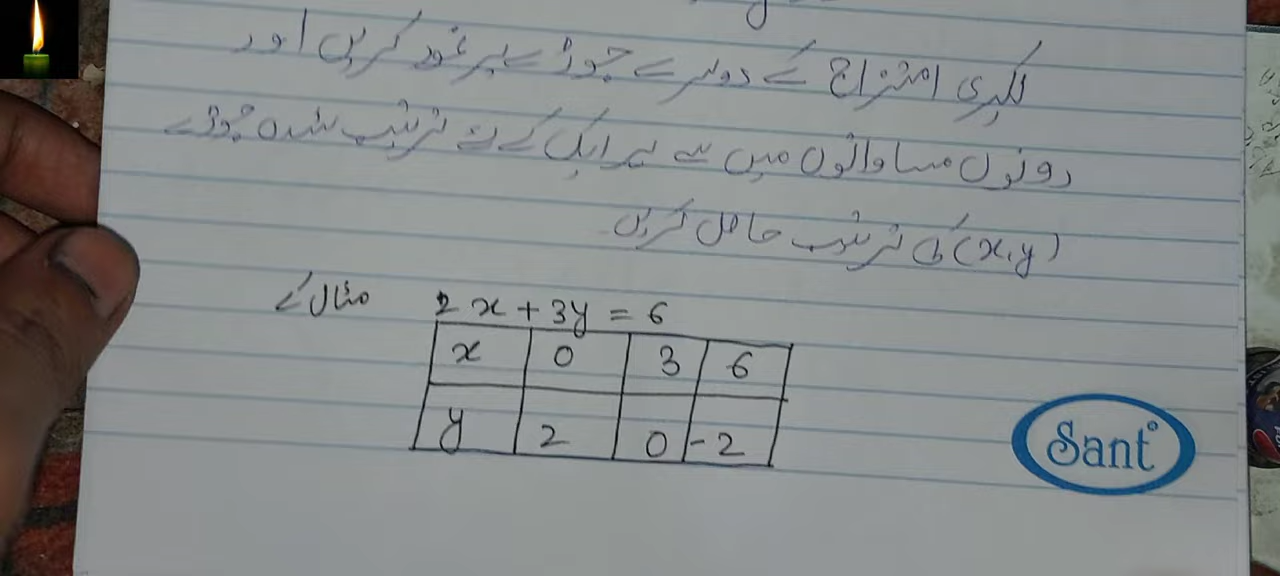 لکیری امتزاج کے دوسرے جوڑے پر غور کریں اور
دونوں مساواتوں میں سے ہر ایک کے لئے ترتیب شدہ جوڑے
(x,y) کی ترتیب حاصل کریں
مثال کے 2x + 3y = 6
x 0 3 6
y 2 0 -2
Sant